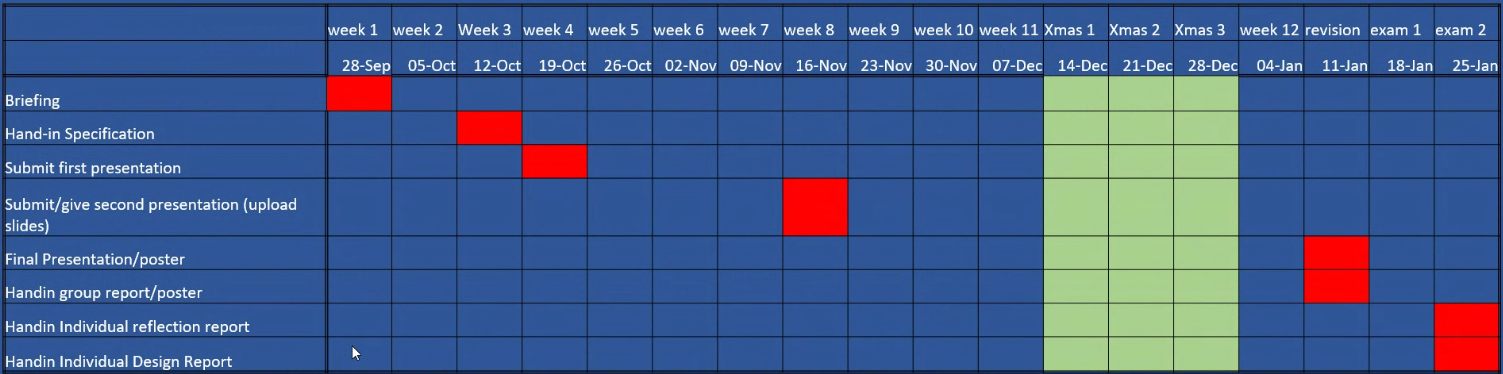 week 1 week 2 Week 3 week 4 week 5 week 6 week 7 week 8 week 9 week 10 week 11 Xmas 1 Xmas 2 Xmas 3 week 12 revision exam 1 exam 2
28-Sep 05-Oct 12-Oct 19-Oct 26-Oct 02-Nov 09-Nov 16-Nov 23-Nov 30-Nov 07-Dec 14-Dec 21-Dec 28-Dec 04-Jan 11-Jan 18-Jan 25-Jan
Briefing
Hand-in Specification
Submit first presentation
Submit/give second presentation (upload
slides)
Final Presentation/poster
Handin group report/poster
Handin Individual reflection report
Handin Individual Design Report